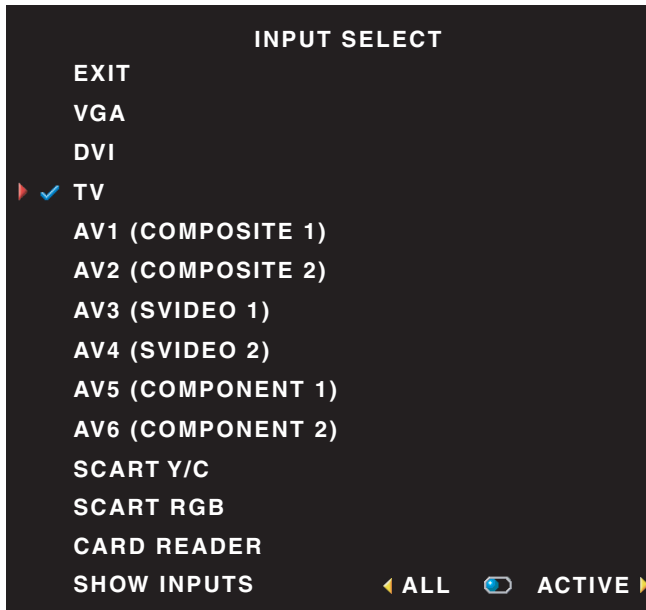 INPUT SELECT
EXIT
VGA
DVI
TV
AV1 (COMPOSITE 1)
AV2 (COMPOSITE 2)
AV3 (SVIDEO 1)
AV4 (SVIDEO 2)
AV5 (COMPONENT 1)
AV6 (COMPONENT 2)
SCART Y/C
SCART RGB
CARD READER
SHOW INPUTS ALL ACTIVE